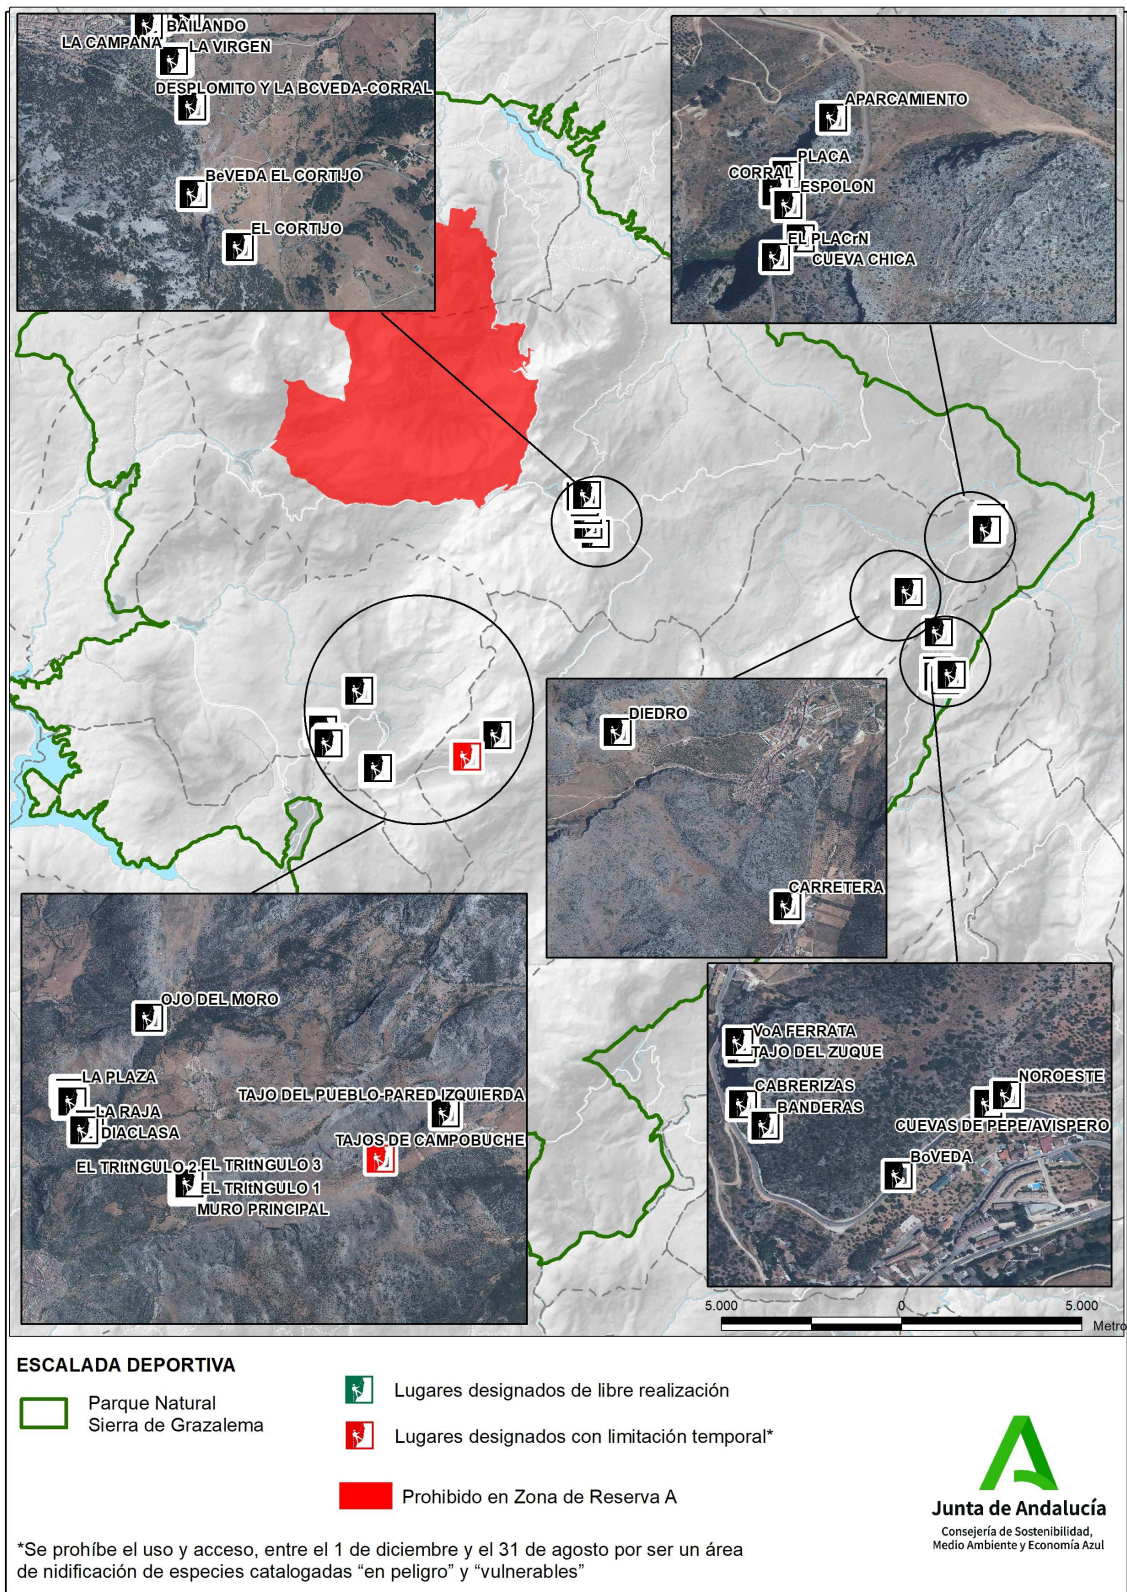 BAILANDO
LA CAMPANA
LA VIRGEN
DESPLOMITO Y LA BCVEDA-CORRAL
BeVEDA EL CORTIJO
EL CORTIJO
APARCAMIENTO
PLACA
CORRAL
ESPOLON
EL PLACrN
CUEVA CHICA
DIEDRO
CARRETERA
OJO DEL MORO
LA PLAZA
LA RAJA
DIACLASA
TAJO DEL PUEBLO-PARED IZQUIERDA
TAJOS DE CAMPOBUCHE
EL TRItNGULO 2
EL TRItNGULO 3
EL TRItNGULO 1
MURO PRINCIPAL
VoA FERRATA
TAJO DEL ZUQUE
CABRERIZAS
BANDERAS
NOROESTE
CUEVAS DE PEPE/AVISPERO
BoVEDA
5.000 0 5.000
Metro
ESCALADA DEPORTIVA
Parque Natural
Sierra de Grazalema
Lugares designados de libre realización
Lugares designados con limitación temporal*
Prohibido en Zona de Reserva A
Junta de Andalucía
Consejería de Sostenibilidad,
Medio Ambiente y Economía Azul
*Se prohíbe el uso y acceso, entre el 1 de diciembre y el 31 de agosto por ser un área
de nidificación de especies catalogadas “en peligro” y “vulnerables”